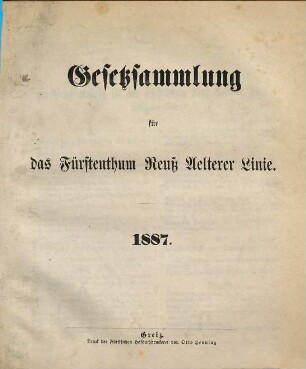 Gesetzsammlung
für
das Fürstenthum Reuß Aelterer Linie.
1887.
Greiz,
Druck der Fürstlichen Hofbuchdruckerei von Otto Henning